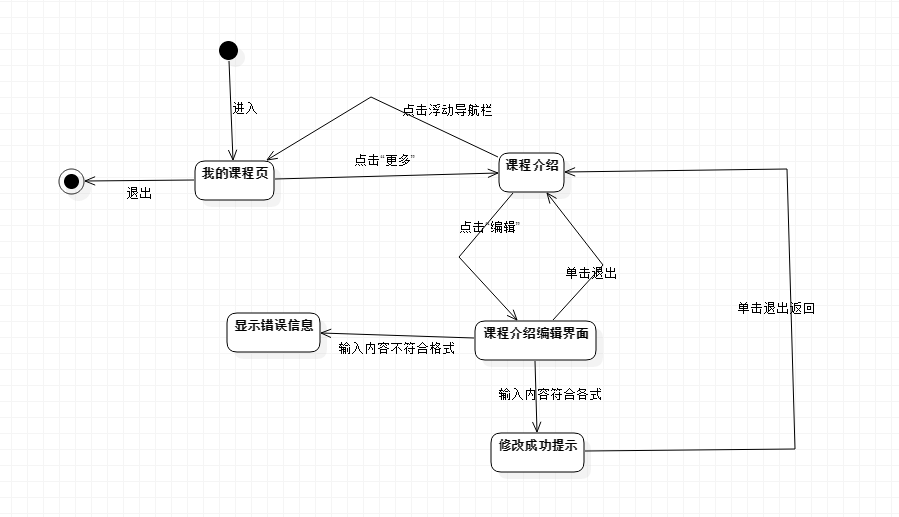 进入
点击浮动导航栏
点击“更多”
课程介绍
我的课程页
退出
点击“编辑”
单击退出
单击退出返回
显示错误信息
课程介绍编辑界面
输入内容不符合格式
输入内容符合各式
修改成功提示